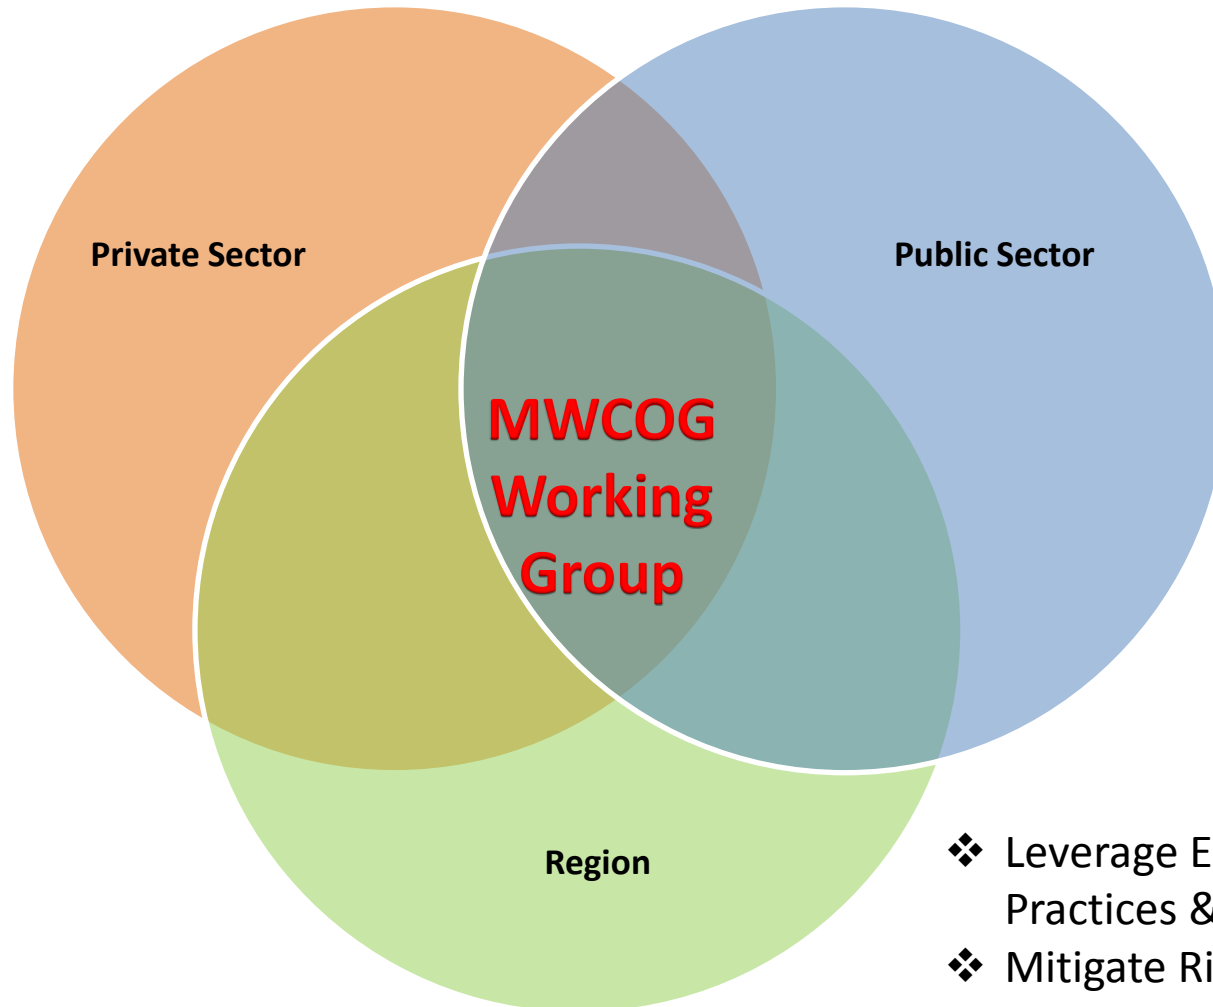 Private Sector
Public Sector
MWCOG
Working
Group
Region
❖ Leverage
Practices &
❖ Mitigate